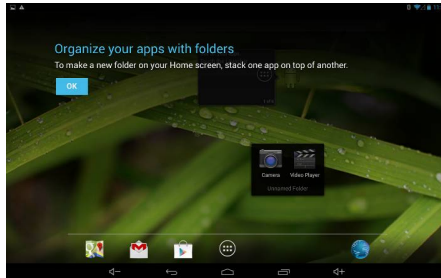 Organize your apps with folders
To make a new folder on your Home screen, stack one app on top of another.
OK
Camera Video Player
Unnamed Folder